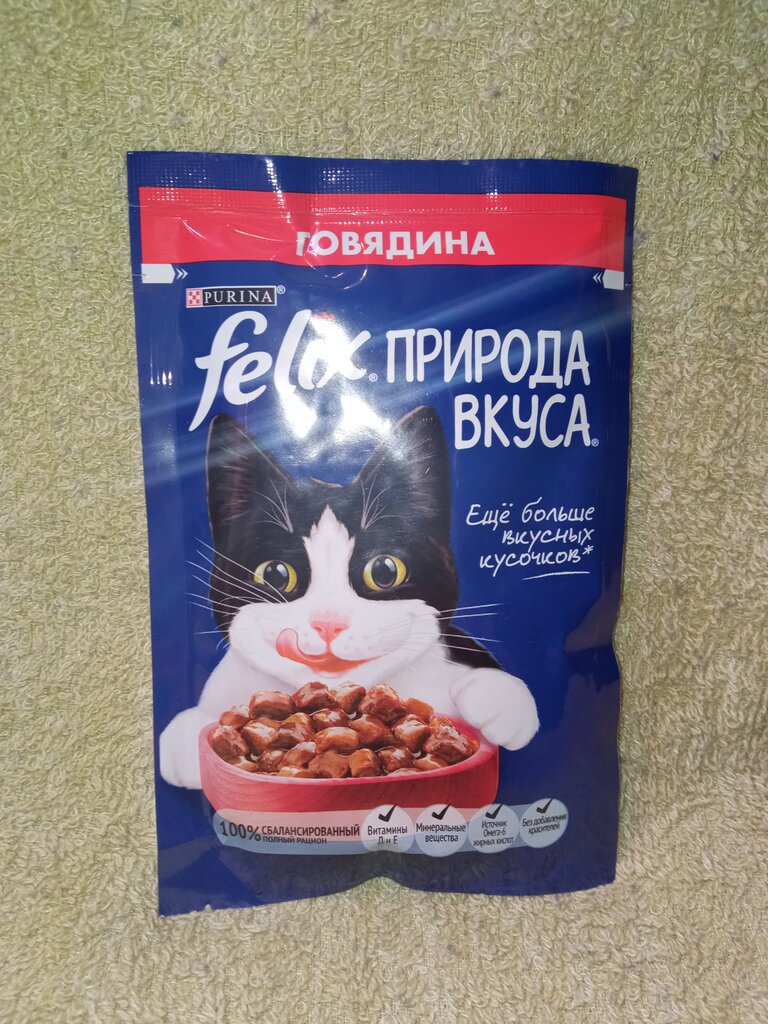 ГОВЯДИНА
PURINA®
felix® ПРИРОДА
ВКУСА®
Ещё больше
вкусных
кусочков*
100% СБАЛАНСИРОВАННЫЙ
ПОЛНЫЙ РАЦИОН
Витамины
Д и Е
Минеральные
вещества
Источник
Омега-6
жирных кислот
Без добавления
красителей